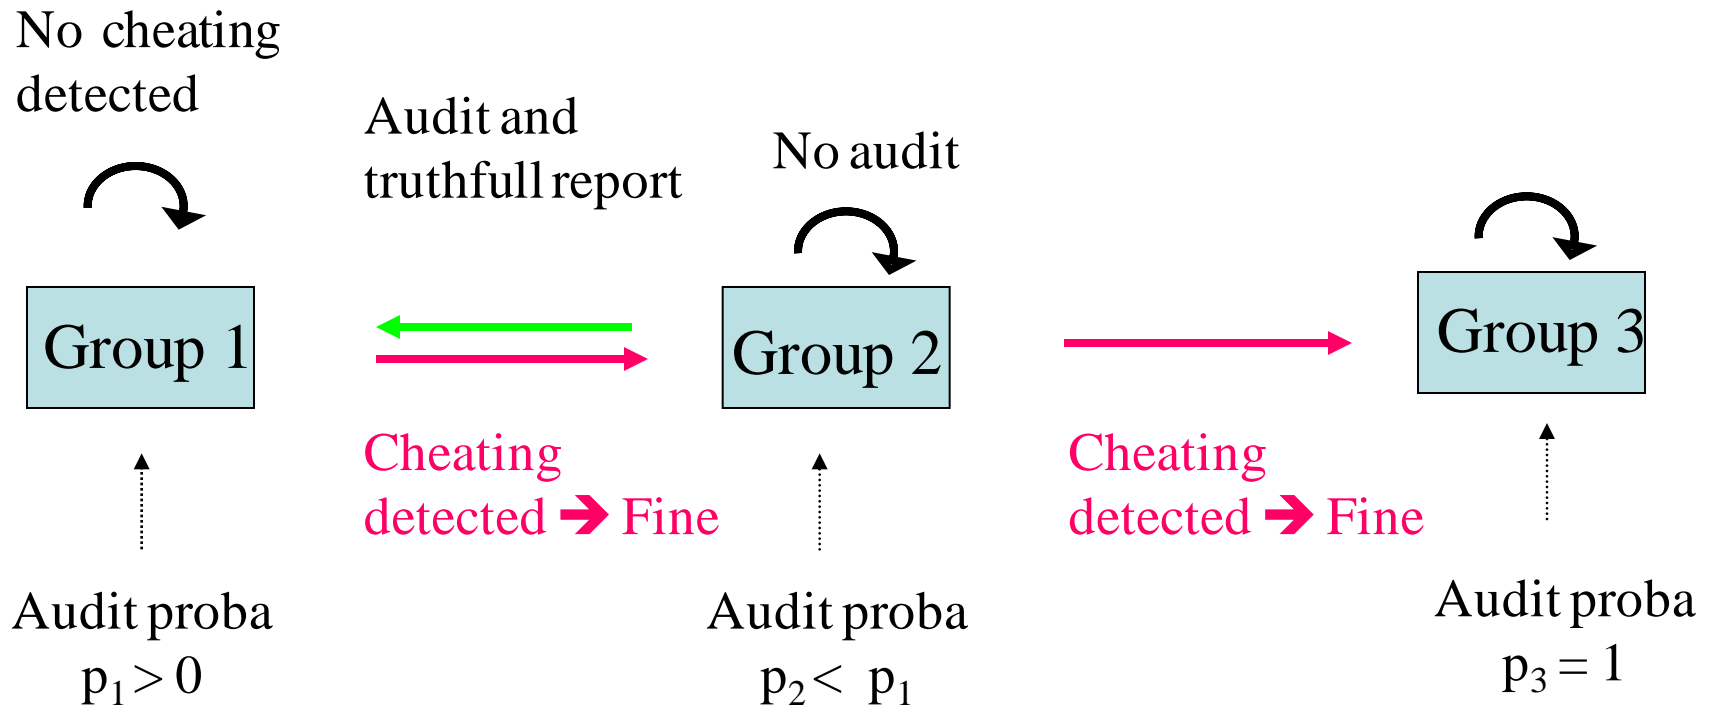 No cheating
detected
Audit and
truthfull report
No audit
Group 1
Group 2
Group 3
Cheating
detected ➔ Fine
Cheating
detected ➔ Fine
Audit proba
p₁ > 0
Audit proba
p₂ < p₁
Audit proba
p₃ = 1